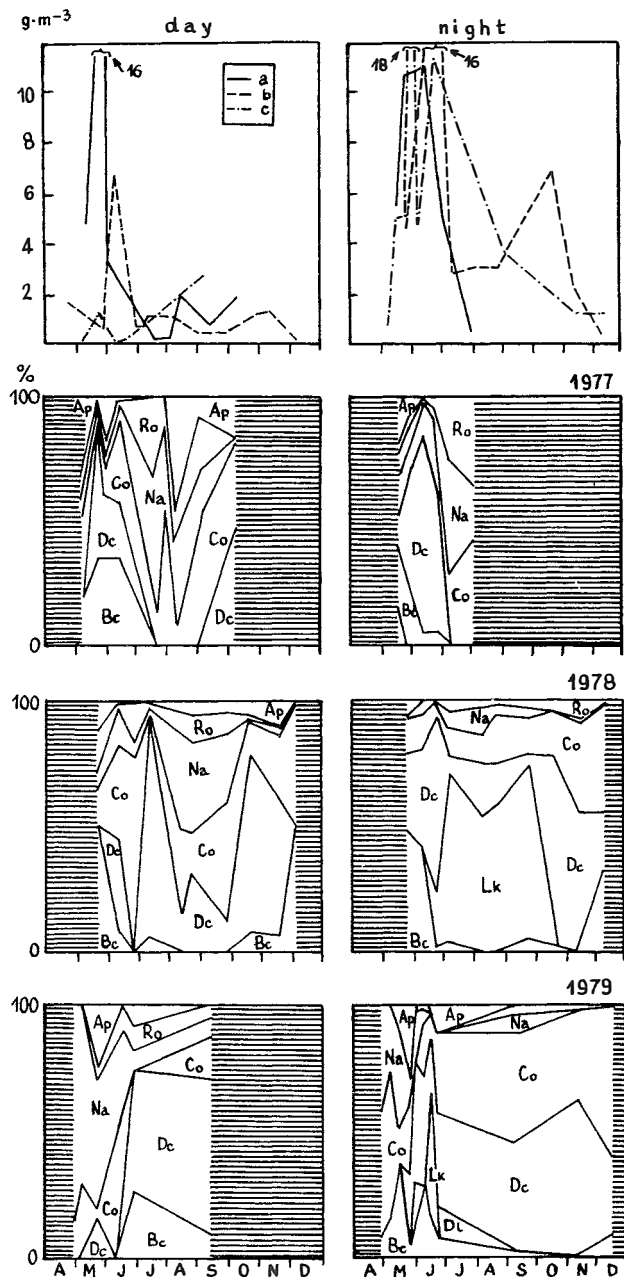 g·m-3
day
night
16
a
b
c
18
16
10
8
6
4
2
%
1977
100
0
Ap
Ro
Ap
Co
Na
Dc
Co
Bc
Dc
Ap
Ro
Dc
Na
Bc
Co
1978
100
0
Ap
Ro
Na
Co
Co
Dc
Dc
Bc
Bc
Ro
Na
Co
Dc
Lk
Dc
Bc
1979
100
0
Ap
Ro
Na
Co
Dc
Co
Dc
Bc
Ap
Ap
Na
Na
Co
Co
Lk
Dc
Di
Bc
A M J J A S O N D
A M J J A S O N D